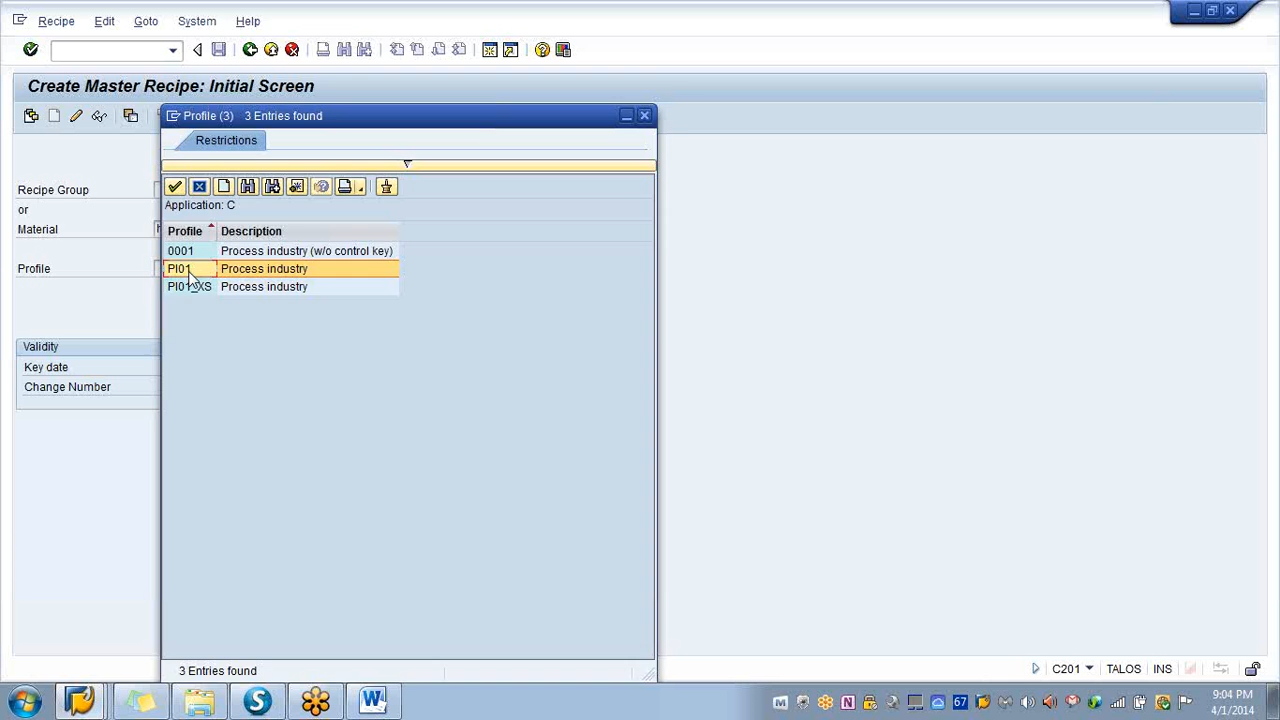 Recipe Edit Goto System Help
Create Master Recipe: Initial Screen
Profile (3) 3 Entries found
Restrictions
Recipe Group
or
Material
Profile
Validity
Key date
Change Number
Application: C
Profile Description
0001 Process industry (w/o control key)
PI01 Process industry
PI01_XS Process industry
3 Entries found
C201 TALOS INS
67
9:04 PM
4/1/2014